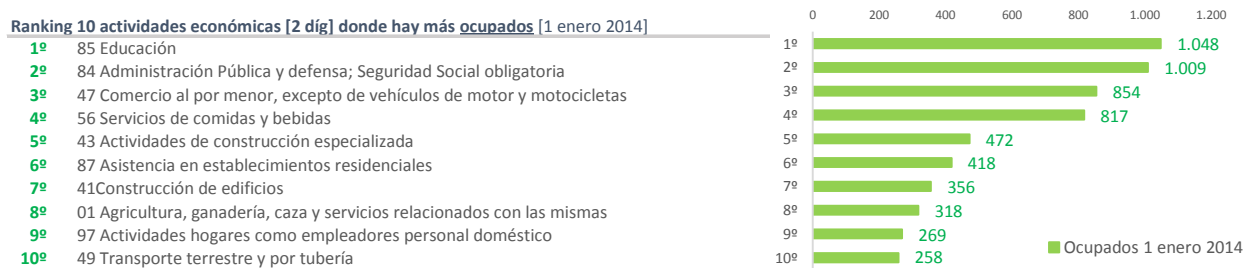 Ranking 10 actividades económicas [2 díg] donde hay más ocupados [1 enero 2014]
1º 85 Educación
2º 84 Administración Pública y defensa; Seguridad Social obligatoria
3º 47 Comercio al por menor, excepto de vehículos de motor y motocicletas
4º 56 Servicios de comidas y bebidas
5º 43 Actividades de construcción especializada
6º 87 Asistencia en establecimientos residenciales
7º 41Construcción de edificios
8º 01 Agricultura, ganadería, caza y servicios relacionados con las mismas
9º 97 Actividades hogares como empleadores personal doméstico
10º 49 Transporte terrestre y por tubería
0 200 400 600 800 1.000 1.200
1º 1.048
2º 1.009
3º 854
4º 817
5º 472
6º 418
7º 356
8º 318
9º 269
10º 258
Ocupados 1 enero 2014